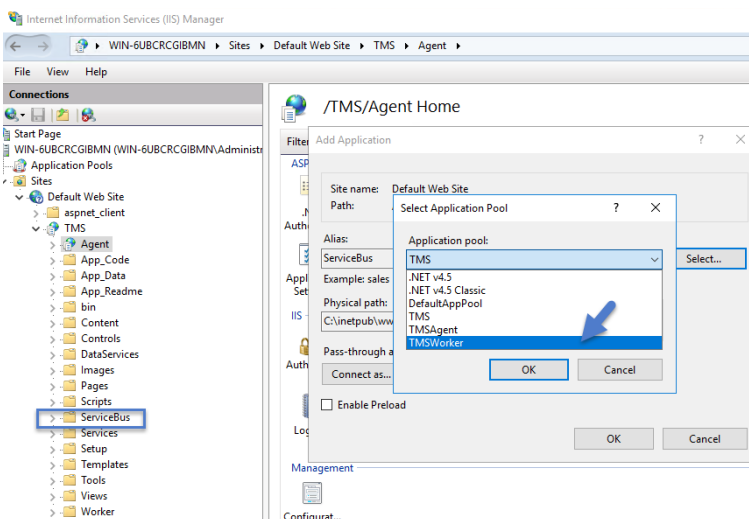 Internet Information Services (IIS) Manager
WIN-6UBCRCGIBMN ▸ Sites ▸ Default Web Site ▸ TMS ▸ Agent ▸
File View Help
Connections
Start Page
WIN-6UBCRCGIBMN (WIN-6UBCRCGIBMN\Administr
Application Pools
Sites
Default Web Site
aspnet_client
TMS
Agent
App_Code
App_Data
App_Readme
bin
Content
Controls
DataServices
Images
Pages
Scripts
ServiceBus
Services
Setup
Templates
Tools
Views
Worker
/TMS/Agent Home
Filter
ASP
.N
Auth
Appl
Set
IIS
Auth
Log
Management
Configurat...
Add Application ? X
Site name: Default Web Site
Path:
Alias:
ServiceBus
Select...
Example: sales
Physical path:
C:\inetpub\ww
Pass-through a
Connect as...
Enable Preload
OK Cancel
Select Application Pool ? X
Application pool:
TMS
.NET v4.5
.NET v4.5 Classic
DefaultAppPool
TMS
TMSAgent
TMSWorker
OK Cancel